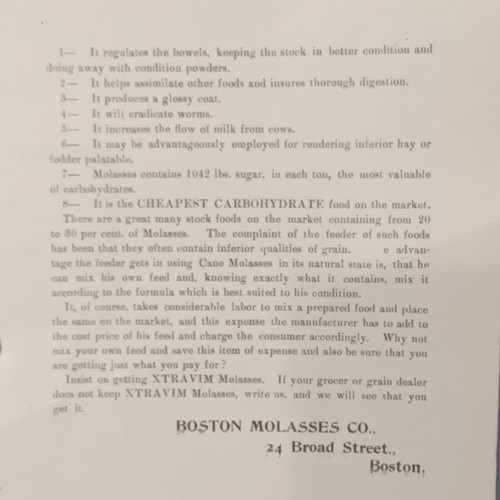 1— It regulates the bowels, keeping the stock in better condition and
doing away with condition powders.
2— It helps assimilate other foods and insures thorough digestion.
3— It produces a glossy coat.
4— It will eradicate worms.
5— It increases the flow of milk from cows.
6— It may be advantageously employed for rendering inferior hay or
fodder palatable.
7— Molasses contains 1042 lbs. sugar, in each ton, the most valuable
of carbohydrates.
8— It is the CHEAPEST CARBOHYDRATE food on the market.
There are a great many stock foods on the market containing from 20
to 30 per cent. of Molasses. The complaint of the feeder of such foods
has been that they often contain inferior qualities of grain. e advan-
tage the feeder gets in using Cane Molasses in its natural state is, that he
can mix his own feed and, knowing exactly what it contains, mix it
according to the formula which is best suited to his condition.
It, of course, takes considerable labor to mix a prepared food and place
the same on the market, and this expense the manufacturer has to add to
the cost price of his feed and charge the consumer accordingly. Why not
mix your own feed and save this item of expense and also be sure that you
are getting just what you pay for?
Insist on getting XTRAVIM Molasses. If your grocer or grain dealer
does not keep XTRAVIM Molasses, write us, and we will see that you
get it.
BOSTON MOLASSES CO.,
24 Broad Street.,
Boston,